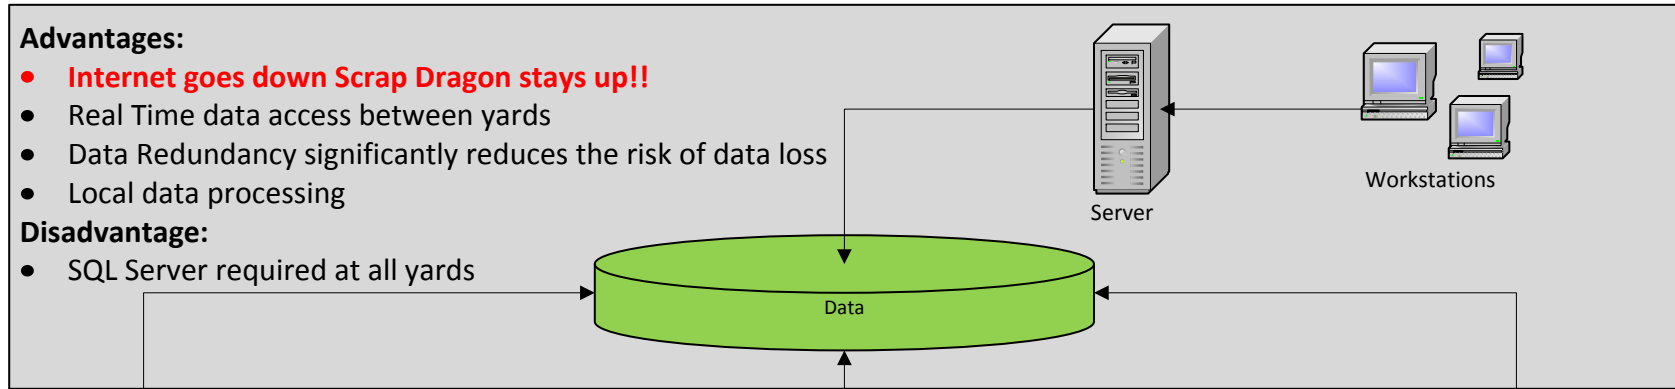 Advantages:
• Internet goes down Scrap Dragon stays up!!
• Real Time data access between yards
• Data Redundancy significantly reduces the risk of data loss
• Local data processing
Disadvantage:
• SQL Server required at all yards
Server
Workstations
Data